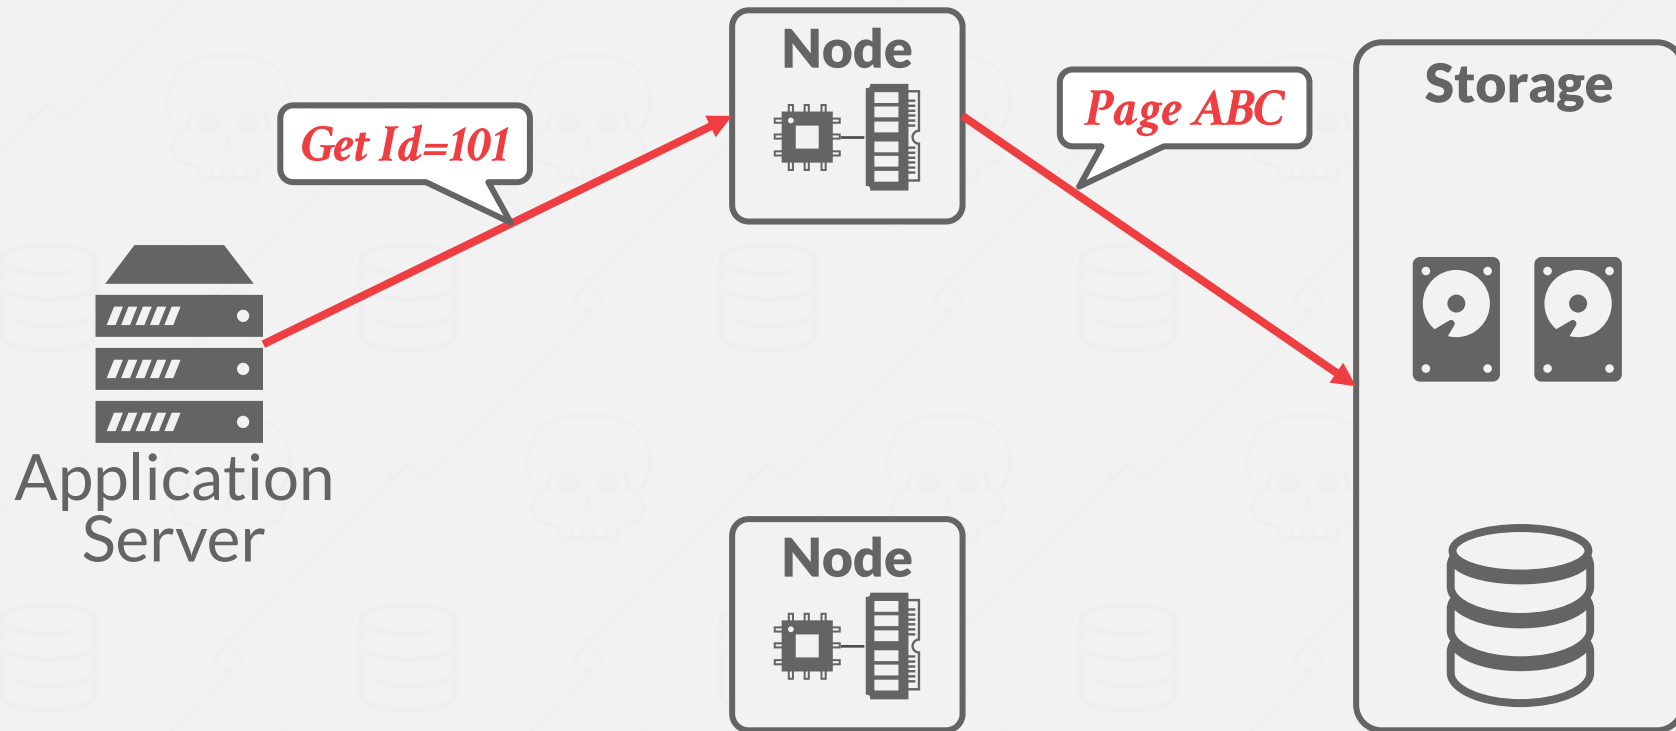 Node
Storage
Page ABC
Get Id=101
Application
Server
Node